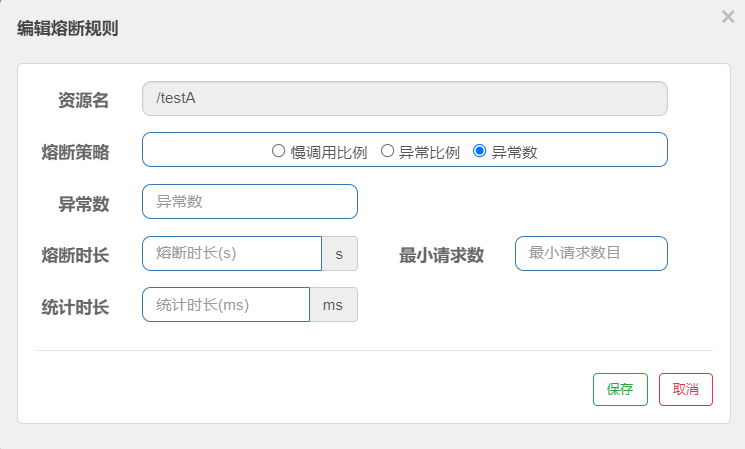 编辑熔断规则
×
资源名 /testA
熔断策略 慢调用比例 异常比例 异常数
异常数 异常数
熔断时长 熔断时长(s) s 最小请求数 最小请求数目
统计时长 统计时长(ms) ms
保存 取消